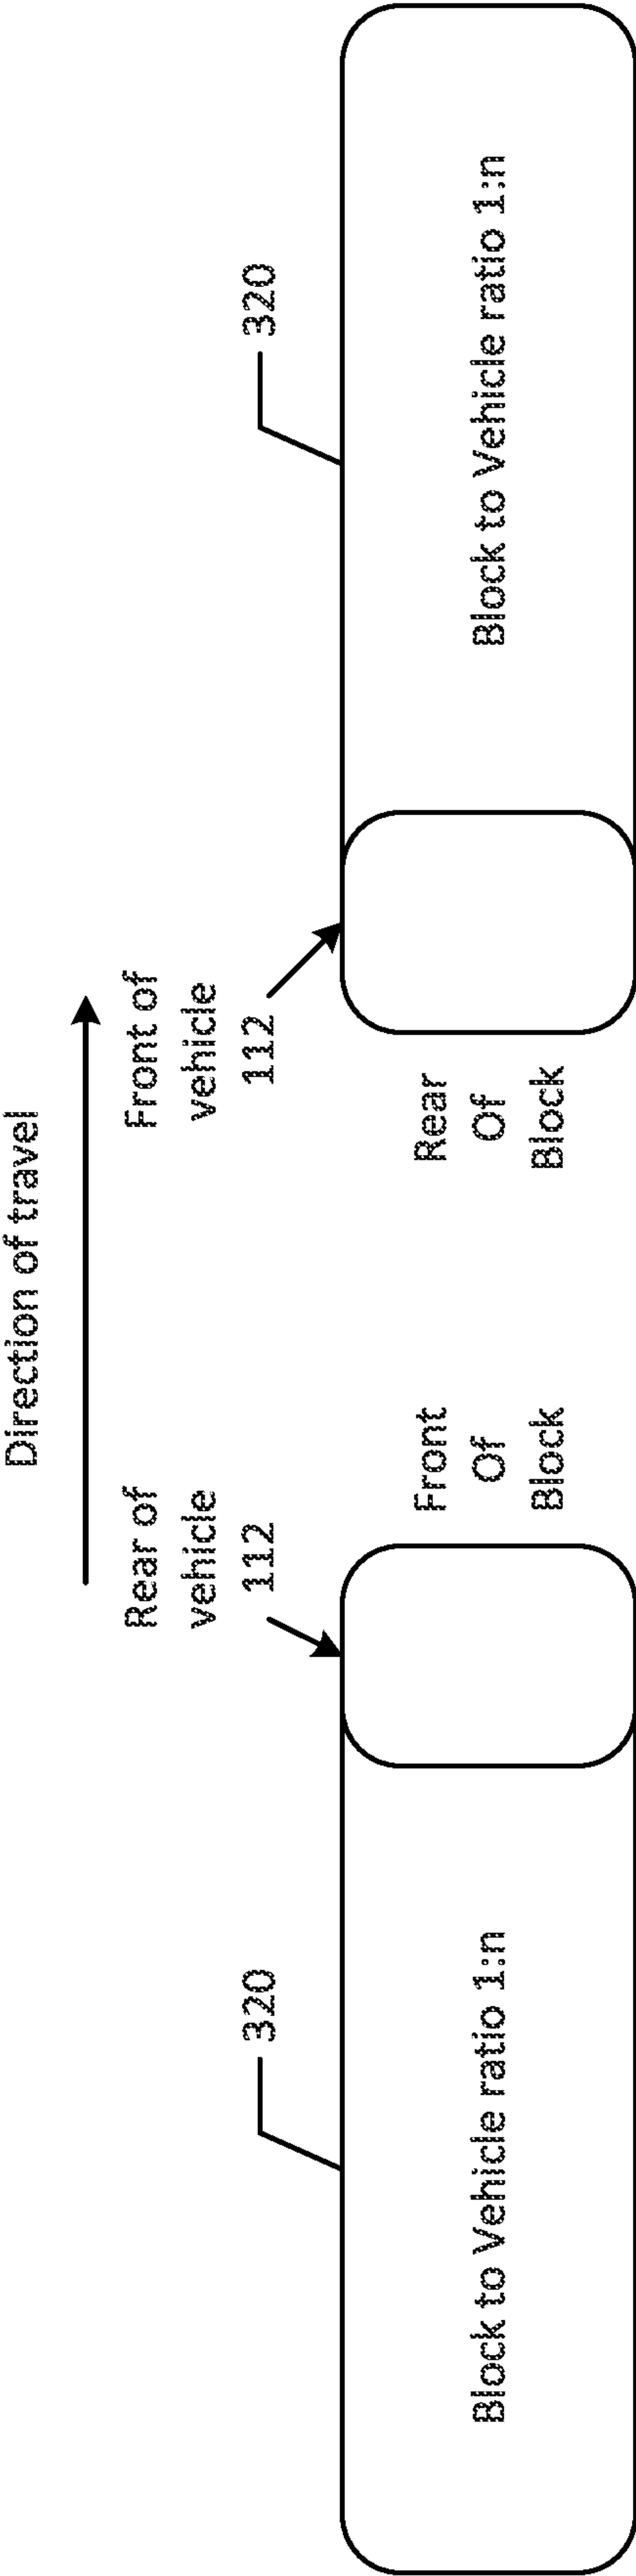 Direction of travel
Rear of
vehicle
112
Front of
vehicle
112
320
320
Block to Vehicle ratio 1:n
Front
Of
Block
Rear
Of
Block
Block to Vehicle ratio 1:n